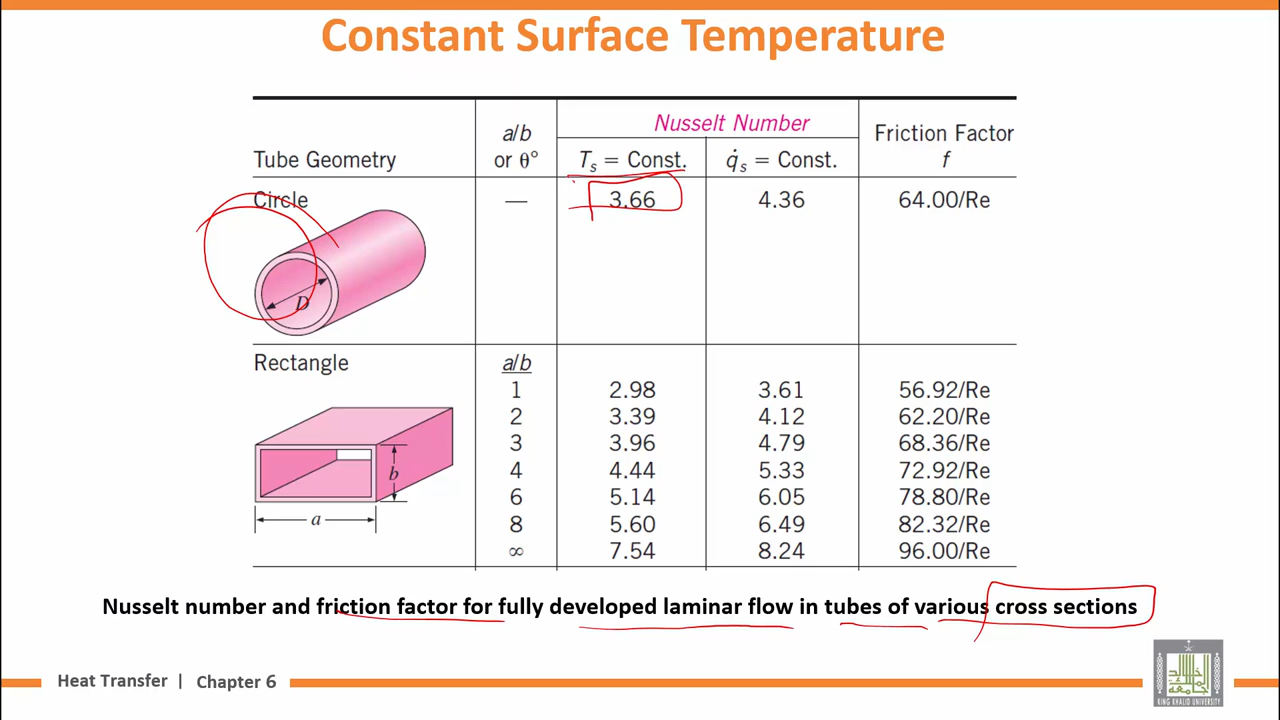 Constant Surface Temperature
Tube Geometry
a/b
or θ°
Nusselt Number
Tₛ = Const.
q̇ₛ = Const.
Friction Factor
f
Circle — 3.66 4.36 64.00/Re
D
Rectangle a/b
1 2.98 3.61 56.92/Re
2 3.39 4.12 62.20/Re
3 3.96 4.79 68.36/Re
4 4.44 5.33 72.92/Re
6 5.14 6.05 78.80/Re
8 5.60 6.49 82.32/Re
∞ 7.54 8.24 96.00/Re
b
a
Nusselt number and friction factor for fully developed laminar flow in tubes of various cross sections
Heat Transfer | Chapter 6
KING KHALID UNIVERSITY